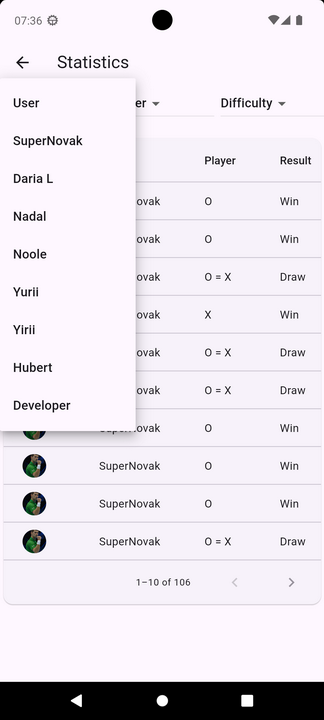 07:36
Statistics
User
er
Difficulty
SuperNovak
Player
Result
Daria L
ovak
O
Win
Nadal
ovak
O
Win
Noole
ovak
O = X
Draw
Yurii
ovak
X
Win
Yirii
ovak
O = X
Draw
Hubert
ovak
O = X
Draw
Developer
SuperNovak
O
Win
SuperNovak
O
Win
SuperNovak
O
Win
SuperNovak
O = X
Draw
1–10 of 106